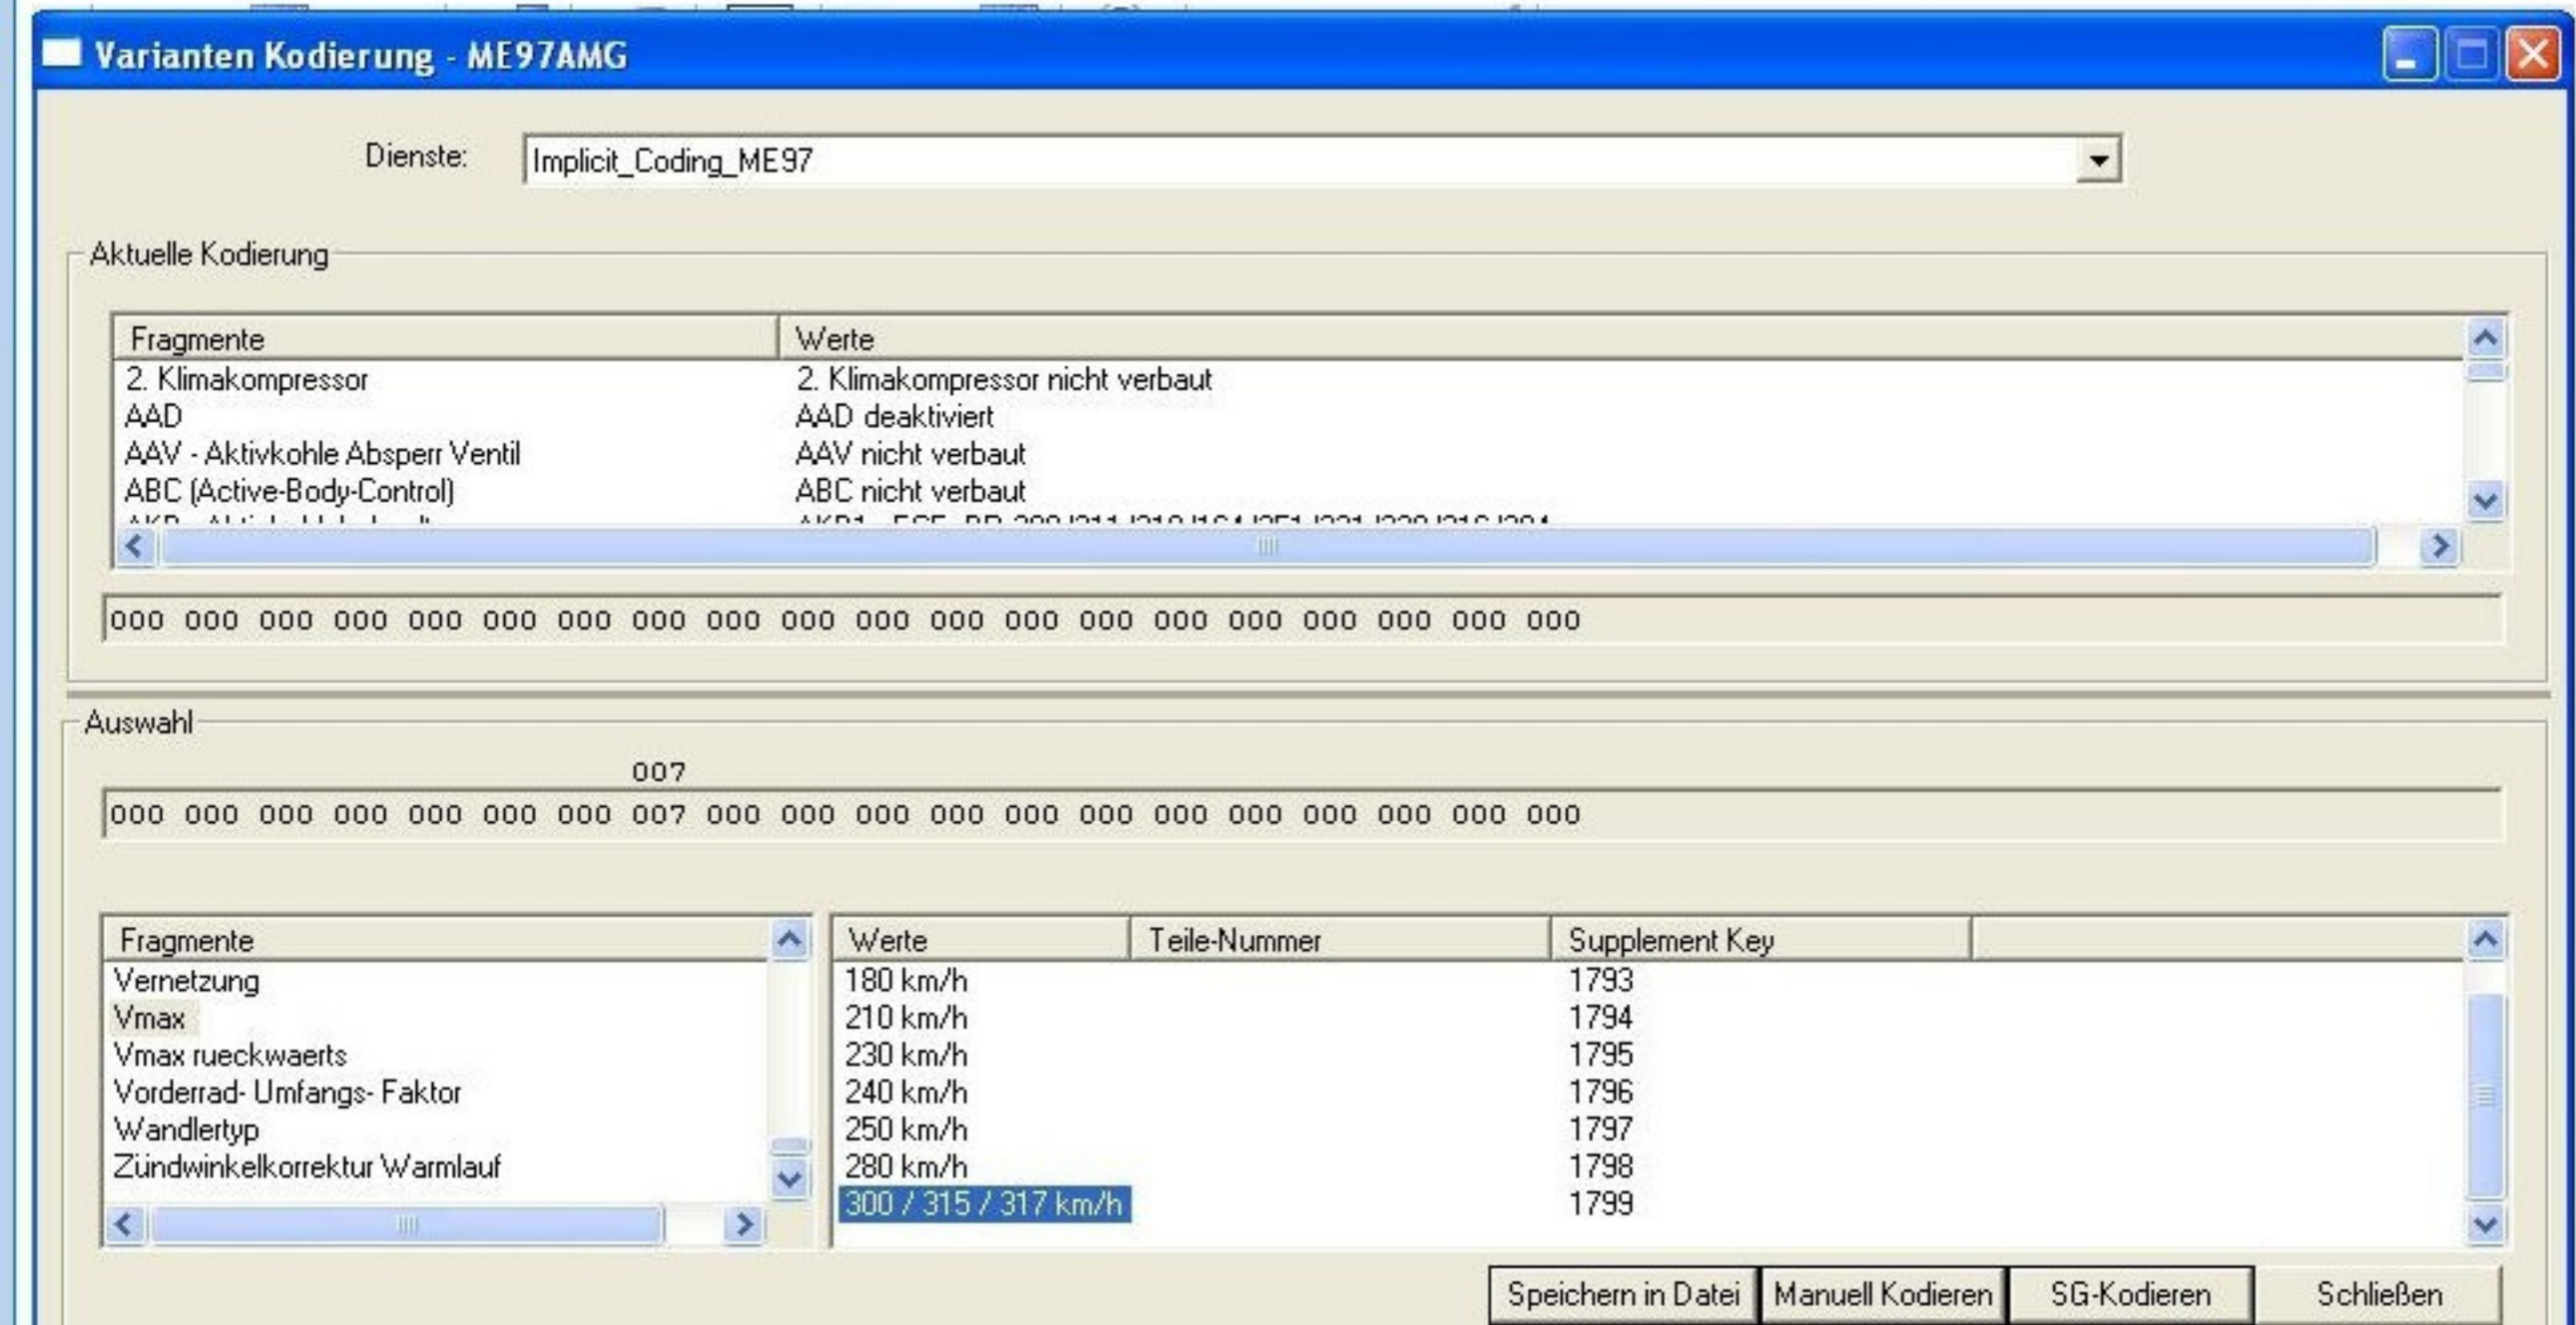 Varianten Kodierung - ME97AMG
Dienste: Implicit_Coding_ME97
Aktuelle Kodierung
Fragmente Werte
2. Klimakompressor 2. Klimakompressor nicht verbaut
AAD AAD deaktiviert
AAV - Aktivkohle Absperr Ventil AAV nicht verbaut
ABC (Active-Body-Control) ABC nicht verbaut
000 000 000 000 000 000 000 000 000 000 000 000 000 000 000 000 000 000 000 000
Auswahl
007
000 000 000 000 000 000 000 007 000 000 000 000 000 000 000 000 000 000 000 000
Fragmente Werte Teile-Nummer Supplement Key
Vernetzung 180 km/h 1793
Vmax 210 km/h 1794
Vmax rueckwaerts 230 km/h 1795
Vorderrad- Umfangs- Faktor 240 km/h 1796
Wandlertyp 250 km/h 1797
Zündwinkelkorrektur Warmlauf 280 km/h 1798
300 / 315 / 317 km/h 1799
Speichern in Datei Manuell Kodieren SG-Kodieren Schließen